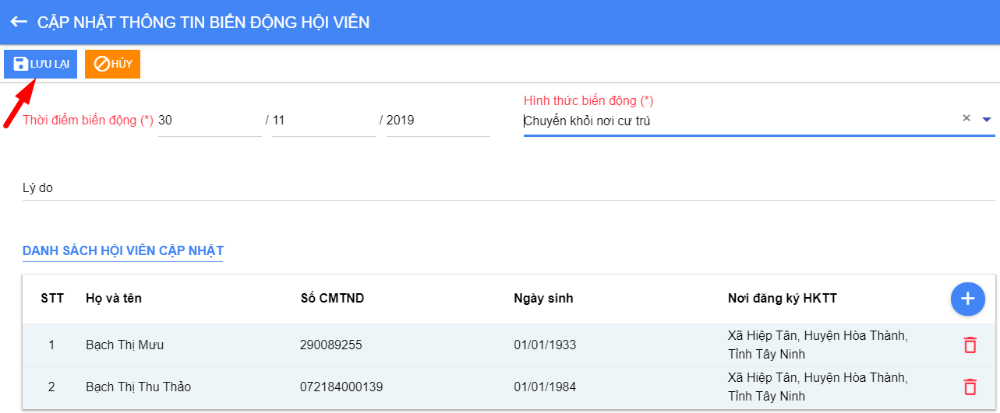 CẬP NHẬT THÔNG TIN BIẾN ĐỘNG HỘI VIÊN
LƯU LẠI HỦY
Hình thức biến động (*)
Thời điểm biến động (*) 30 / 11 / 2019 Chuyển khỏi nơi cư trú
Lý do
DANH SÁCH HỘI VIÊN CẬP NHẬT
STT Họ và tên Số CMTND Ngày sinh Nơi đăng ký HKTT
1 Bạch Thị Mưu 290089255 01/01/1933 Xã Hiệp Tân, Huyện Hòa Thành,
Tỉnh Tây Ninh
2 Bạch Thị Thu Thảo 072184000139 01/01/1984 Xã Hiệp Tân, Huyện Hòa Thành,
Tỉnh Tây Ninh